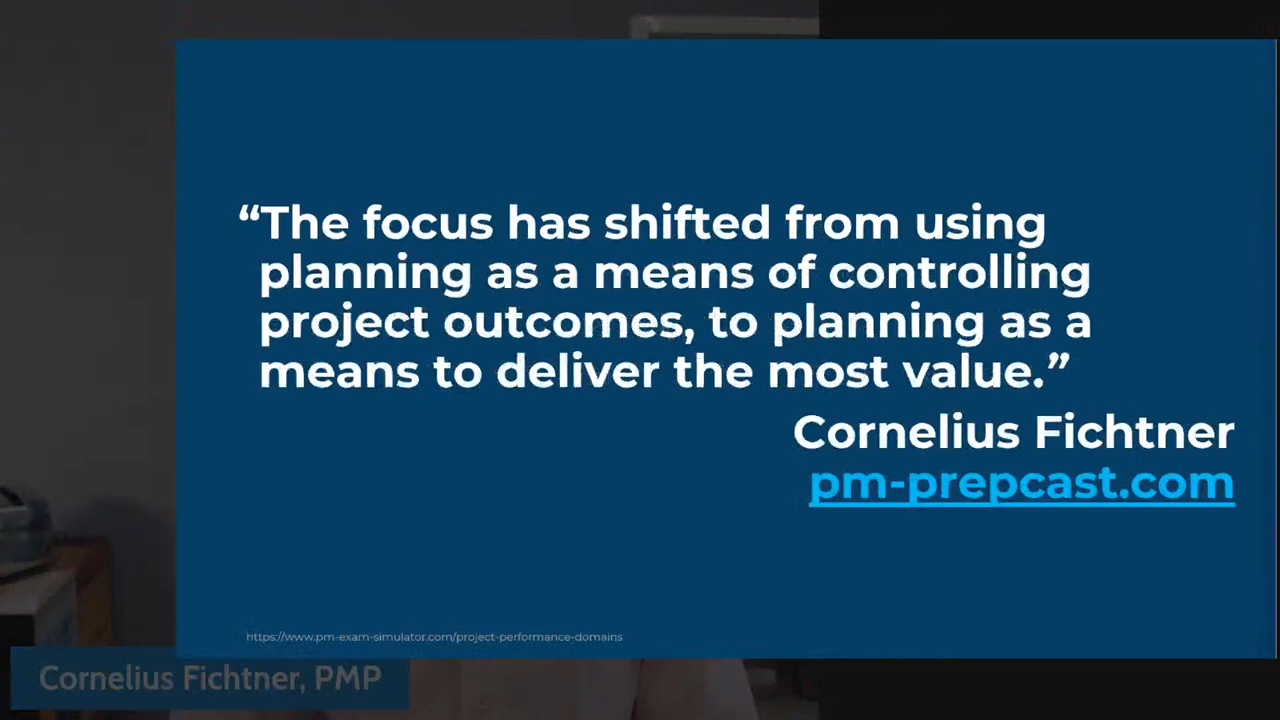 “The focus has shifted from using
planning as a means of controlling
project outcomes, to planning as a
means to deliver the most value.”
Cornelius Fichtner
pm-prepcast.com
https://www.pm-exam-simulator.com/project-performance-domains
Cornelius Fichtner, PMP